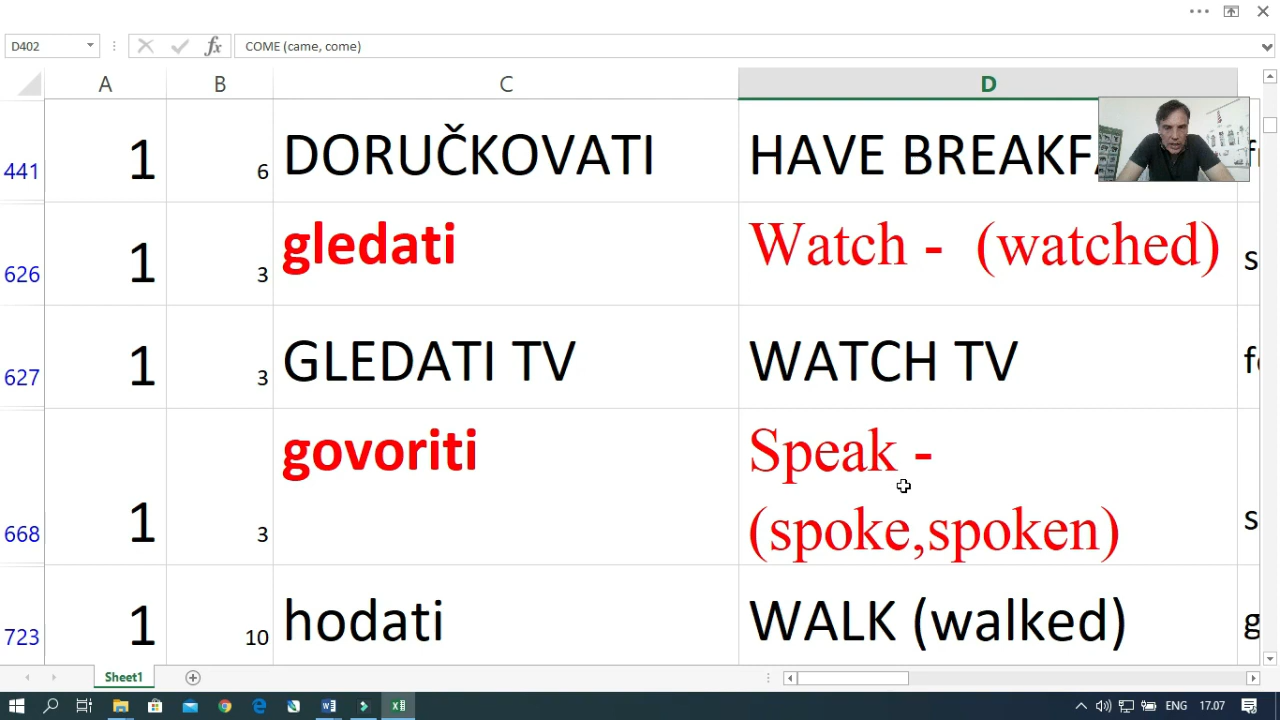 D402 fx COME (came, come)
A B C D
441 1 6 DORUČKOVATI HAVE BREAKFA
626 1 3 gledati Watch - (watched) s
627 1 3 GLEDATI TV WATCH TV
668 1 3 govoriti Speak -
(spoke,spoken) s
723 1 10 hodati WALK (walked) g
Sheet1
ENG 17.07